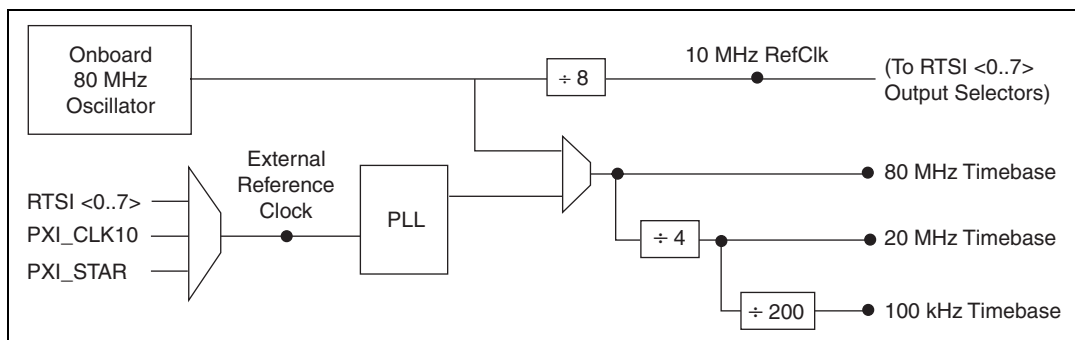 Onboard
80 MHz
Oscillator
÷ 8
10 MHz RefClk
(To RTSI <0..7>
Output Selectors)
RTSI <0..7>
PXI_CLK10
PXI_STAR
External
Reference
Clock
PLL
80 MHz Timebase
÷ 4
20 MHz Timebase
÷ 200
100 kHz Timebase